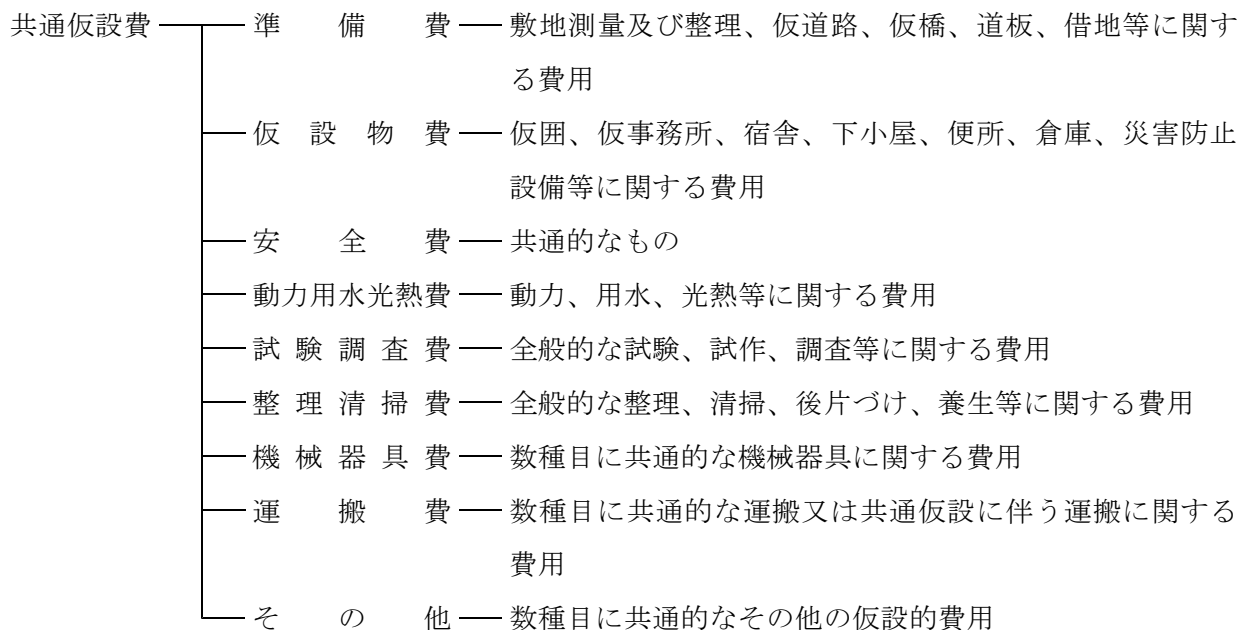 共通仮設費 準備費 敷地測量及び整理、仮道路、仮橋、道板、借地等に関す
る費用
仮設物費 仮囲、仮事務所、宿舎、下小屋、便所、倉庫、災害防止
設備等に関する費用
安全費 共通的なもの
動力用水光熱費 動力、用水、光熱等に関する費用
試験調査費 全般的な試験、試作、調査等に関する費用
整理清掃費 全般的な整理、清掃、後片づけ、養生等に関する費用
機械器具費 数種目に共通的な機械器具に関する費用
運搬費 数種目に共通的な運搬又は共通仮設に伴う運搬に関する
費用
その他 数種目に共通的なその他の仮設的費用